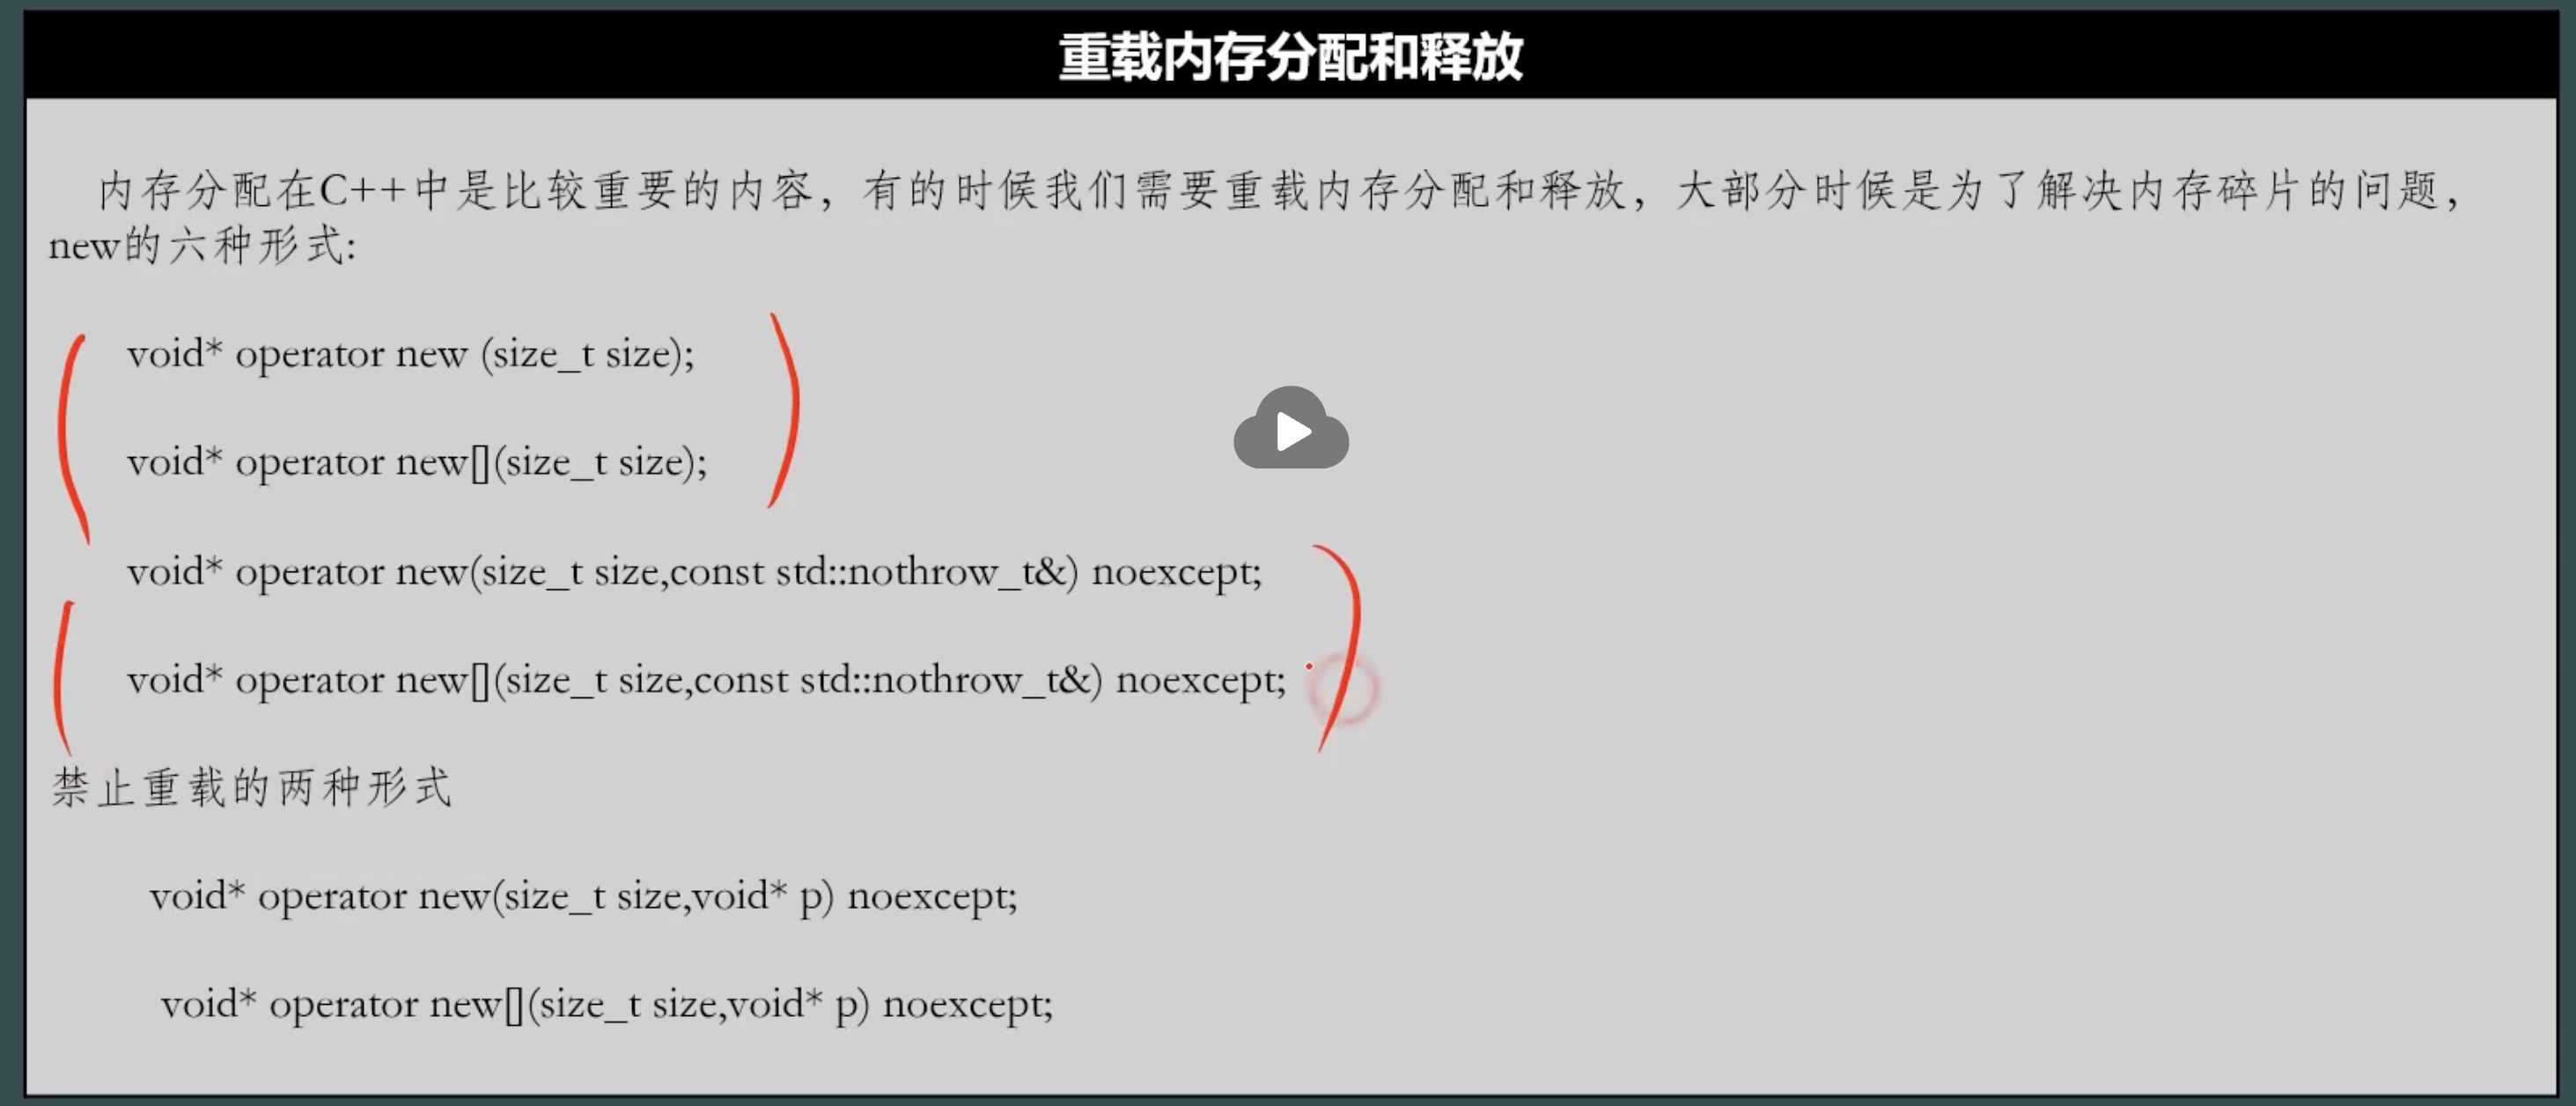 重载内存分配和释放
内存分配在C++中是比较重要的内容，有的时候我们需要重载内存分配和释放，大部分时候是为了解决内存碎片的问题，
new的六种形式:
void* operator new (size_t size);
void* operator new[](size_t size);
void* operator new(size_t size,const std::nothrow_t&) noexcept;
void* operator new[](size_t size,const std::nothrow_t&) noexcept;
禁止重载的两种形式
void* operator new(size_t size,void* p) noexcept;
void* operator new[](size_t size,void* p) noexcept;